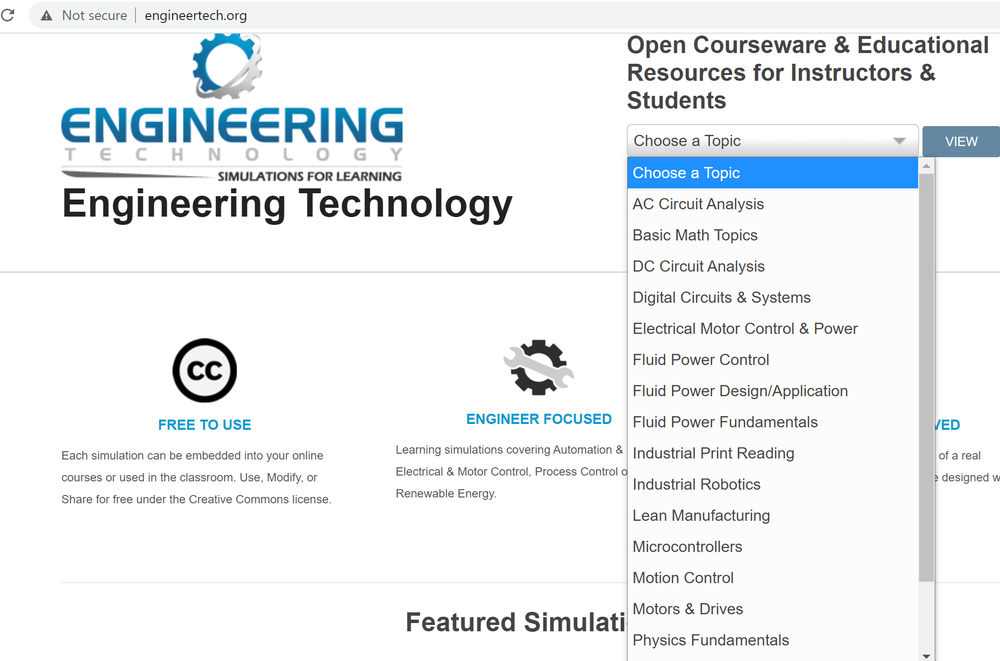 Not secure engineertech.org
ENGINEERING
TECHNOLOGY
SIMULATIONS FOR LEARNING
Engineering Technology
Open Courseware & Educational
Resources for Instructors &
Students
Choose a Topic
VIEW
Choose a Topic
AC Circuit Analysis
Basic Math Topics
DC Circuit Analysis
Digital Circuits & Systems
Electrical Motor Control & Power
Fluid Power Control
Fluid Power Design/Application
Fluid Power Fundamentals
Industrial Print Reading
Industrial Robotics
Lean Manufacturing
Microcontrollers
Motion Control
Motors & Drives
Physics Fundamentals
CC
FREE TO USE
Each simulation can be embedded into your online
courses or used in the classroom. Use, Modify, or
Share for free under the Creative Commons license.
ENGINEER FOCUSED
Learning simulations covering Automation &
Electrical & Motor Control, Process Control o
Renewable Energy.
VED
of a real
designed w
Featured Simulati